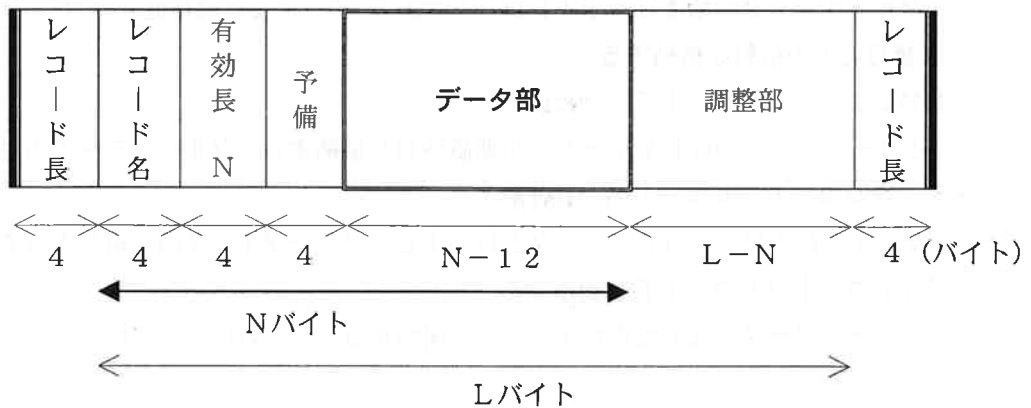 レコード長
レコード名
有効長 N
予備
データ部
調整部
レコード長
4
4
4
4
N-12
L-N
4 (バイト)
Nバイト
Lバイト